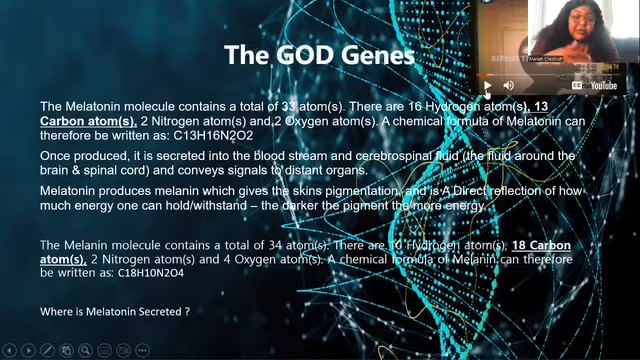 The GOD Genes
The Melatonin molecule contains a total of 33 atom(s). There are 16 Hydrogen atom(s), 13
Carbon atom(s), 2 Nitrogen atom(s) and,2 Oxygen atom(s). A chemical formula of Melatonin can
therefore be written as: C13H16N2O2
Once produced, it is secreted into the blood stream and cerebrospinal fluid (the fluid around the
brain & spinal cord) and conveys signals to distant organs.
Melatonin produces melanin which gives the skins pigmentation, and is A Direct reflection of how
much energy one can hold/withstand – the darker the pigment the more energy.
The Melanin molecule contains a total of 34 atom(s). There are 10 Hydrogen atom(s), 18 Carbon
atom(s), 2 Nitrogen atom(s) and 4 Oxygen atom(s). A chemical formula of Melanin can therefore
be written as: C18H10N2O4
Where is Melatonin Secreted ?
YouTube